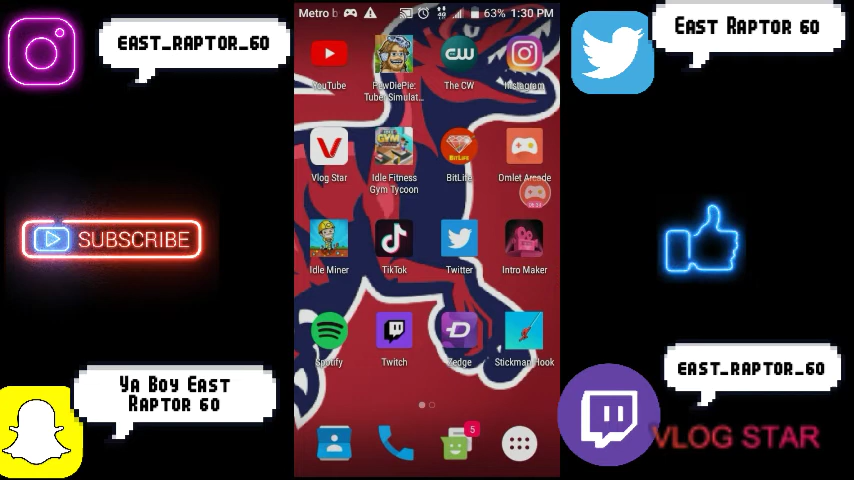 EAST_RAPTOR_60
SUBSCRIBE
Ya Boy East
Raptor 60
Metro b
63% 1:30 PM
YouTube
PewDiePie:
Tuber Simulat...
The CW
Instagram
Vlog Star
Idle Fitness
Gym Tycoon
BitLife
Omlet Arcade
Idle Miner
TikTok
Twitter
Intro Maker
Spotify
Twitch
Zedge
Stickman Hook
5
East Raptor 60
EAST_RAPTOR_60
VLOG STAR